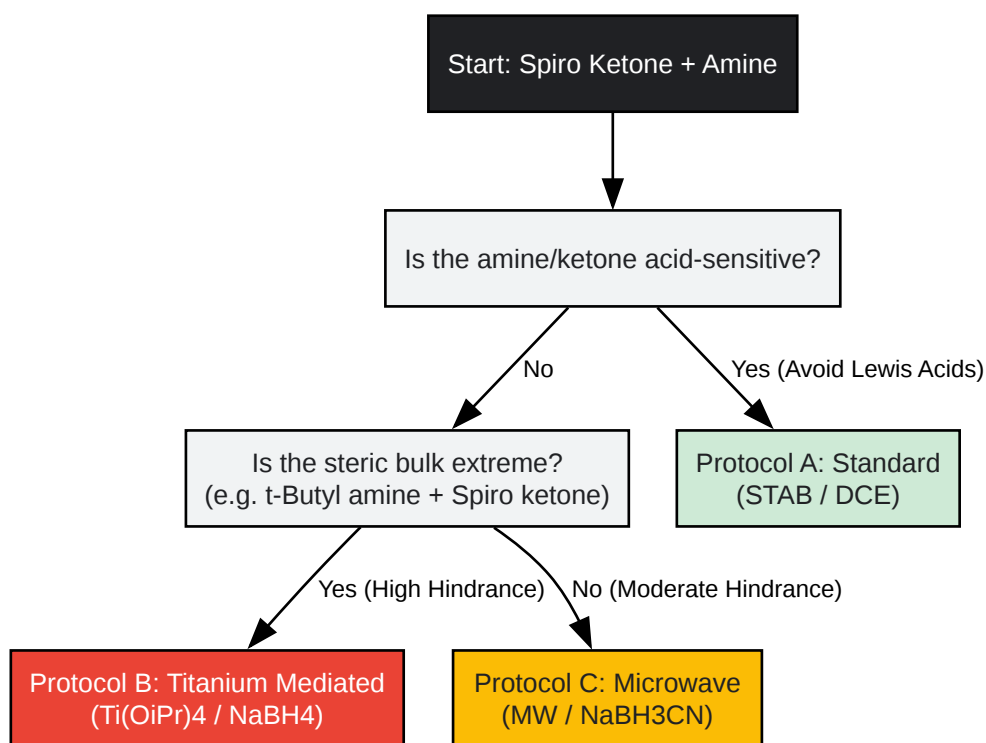 Start: Spiro Ketone + Amine
Is the amine/ketone acid-sensitive?
No
Yes (Avoid Lewis Acids)
Is the steric bulk extreme?
(e.g. t-Butyl amine + Spiro ketone)
Protocol A: Standard
(STAB / DCE)
Yes (High Hindrance)
No (Moderate Hindrance)
Protocol B: Titanium Mediated
(Ti(OiPr)4 / NaBH4)
Protocol C: Microwave
(MW / NaBH3CN)